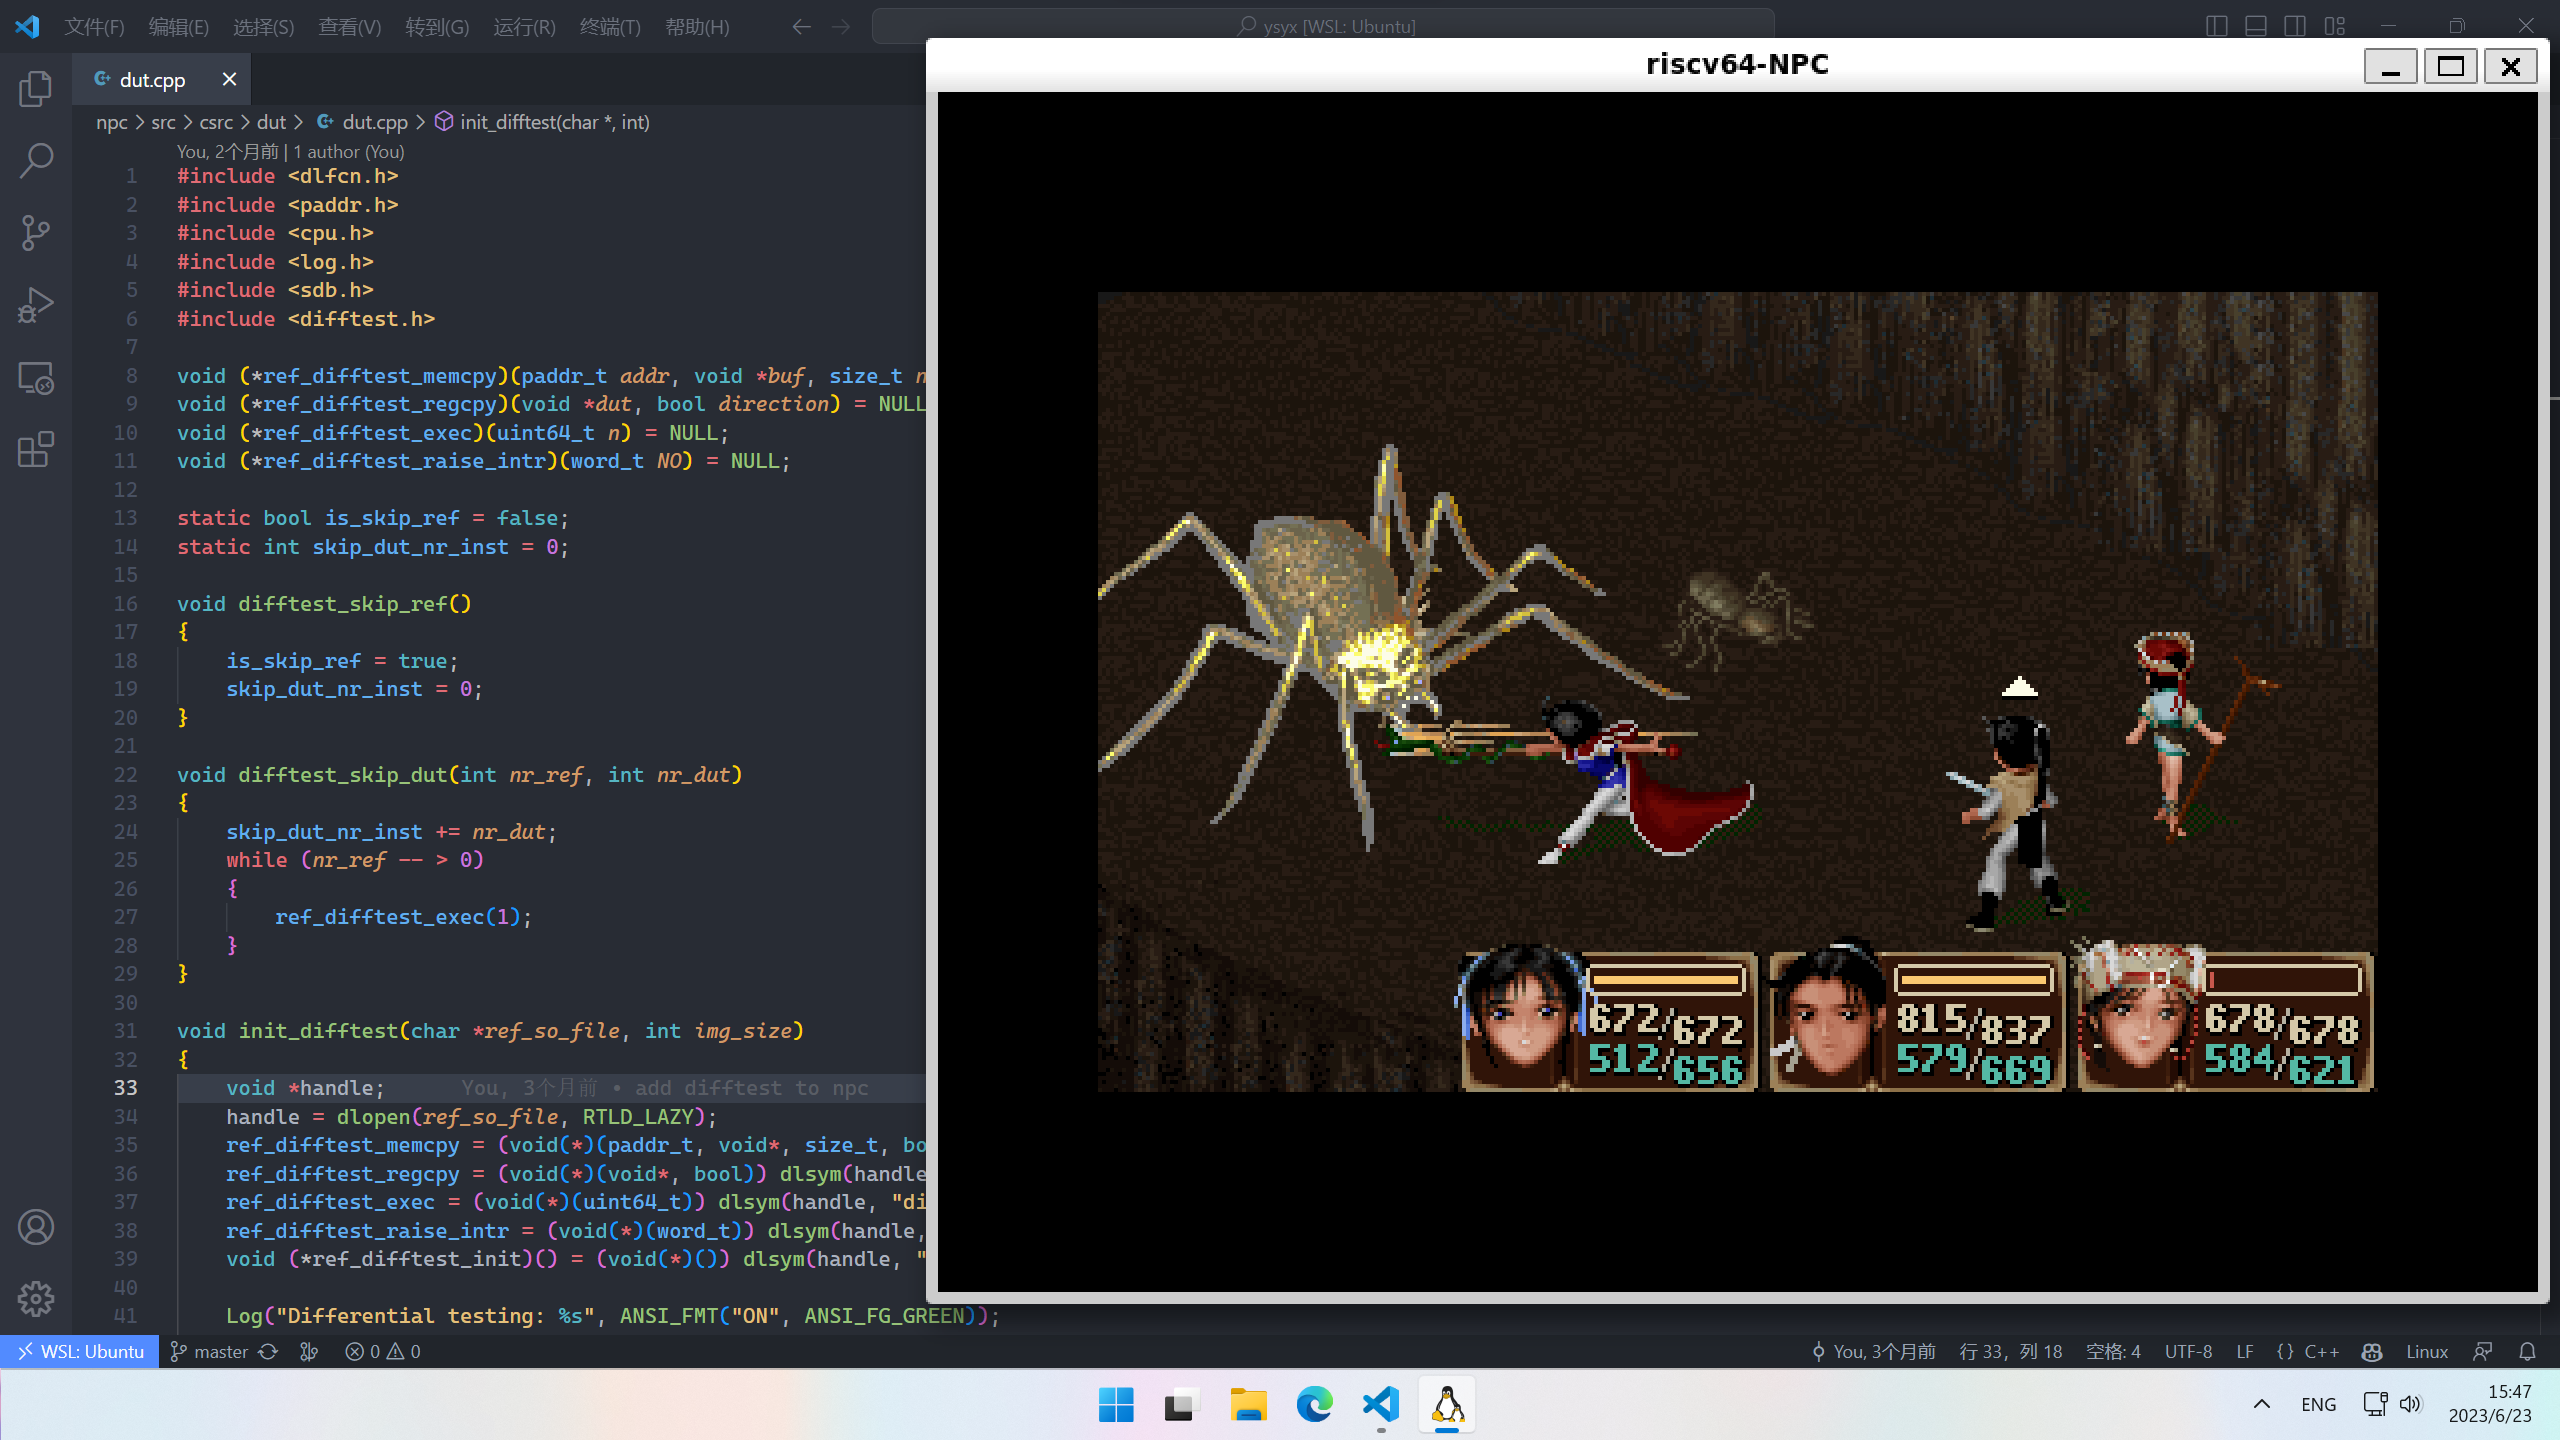 文件(F) 编辑(E) 选择(S) 查看(V) 转到(G) 运行(R) 终端(T) 帮助(H) ysyx [WSL: Ubuntu]
dut.cpp
riscv64-NPC
npc > src > csrc > dut > dut.cpp > init_difftest(char *, int)
You, 2个月前 | 1 author (You)
1 #include <dlfcn.h>
2 #include <paddr.h>
3 #include <cpu.h>
4 #include <log.h>
5 #include <sdb.h>
6 #include <difftest.h>
7
8 void (*ref_difftest_memcpy)(paddr_t addr, void *buf, size_t n
9 void (*ref_difftest_regcpy)(void *dut, bool direction) = NULL
10 void (*ref_difftest_exec)(uint64_t n) = NULL;
11 void (*ref_difftest_raise_intr)(word_t NO) = NULL;
12
13 static bool is_skip_ref = false;
14 static int skip_dut_nr_inst = 0;
15
16 void difftest_skip_ref()
17 {
18 is_skip_ref = true;
19 skip_dut_nr_inst = 0;
20 }
21
22 void difftest_skip_dut(int nr_ref, int nr_dut)
23 {
24 skip_dut_nr_inst += nr_dut;
25 while (nr_ref -- > 0)
26 {
27 ref_difftest_exec(1);
28 }
29 }
30
31 void init_difftest(char *ref_so_file, int img_size)
32 {
33 void *handle; You, 3个月前 • add difftest to npc
34 handle = dlopen(ref_so_file, RTLD_LAZY);
35 ref_difftest_memcpy = (void(*)(paddr_t, void*, size_t, bo
36 ref_difftest_regcpy = (void(*)(void*, bool)) dlsym(handle
37 ref_difftest_exec = (void(*)(uint64_t)) dlsym(handle, "di
38 ref_difftest_raise_intr = (void(*)(word_t)) dlsym(handle,
39 void (*ref_difftest_init)() = (void(*)()) dlsym(handle, "
40
41 Log("Differential testing: %s", ANSI_FMT("ON", ANSI_FG_GREEN));
672/672
512/656
815/837
579/669
678/678
584/621
WSL: Ubuntu master 0 0 You, 3个月前 行 33，列 18 空格: 4 UTF-8 LF {} C++ Linux
ENG
15:47
2023/6/23